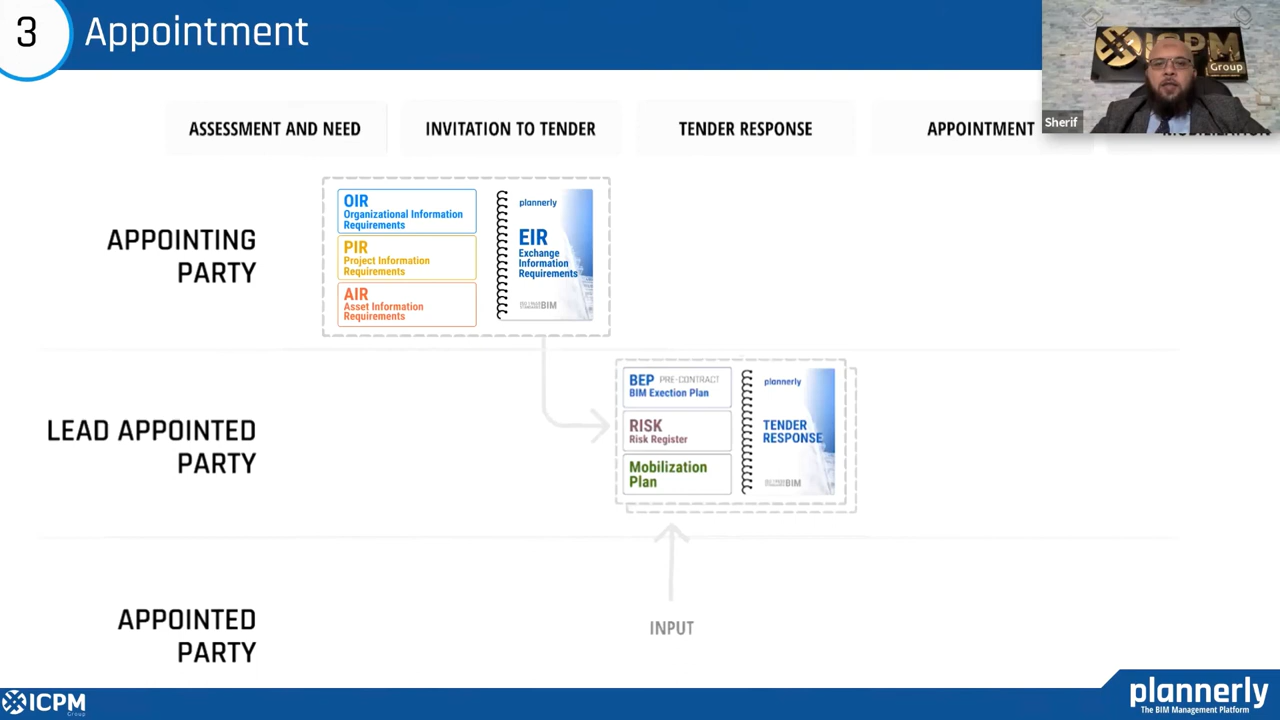 3
Appointment
ICPM
Group
Sherif
ASSESSMENT AND NEED
INVITATION TO TENDER
TENDER RESPONSE
APPOINTMENT
MOBILIZATION
APPOINTING
PARTY
OIR
Organizational Information
Requirements
PIR
Project Information
Requirements
AIR
Asset Information
Requirements
plannerly
EIR
Exchange
Information
Requirements
BIM
LEAD APPOINTED
PARTY
BEP PRE-CONTRACT
BIM Exection Plan
RISK
Risk Register
Mobilization
Plan
plannerly
TENDER
RESPONSE
BIM
APPOINTED
PARTY
INPUT
ICPM
Group
plannerly
The BIM Management Platform